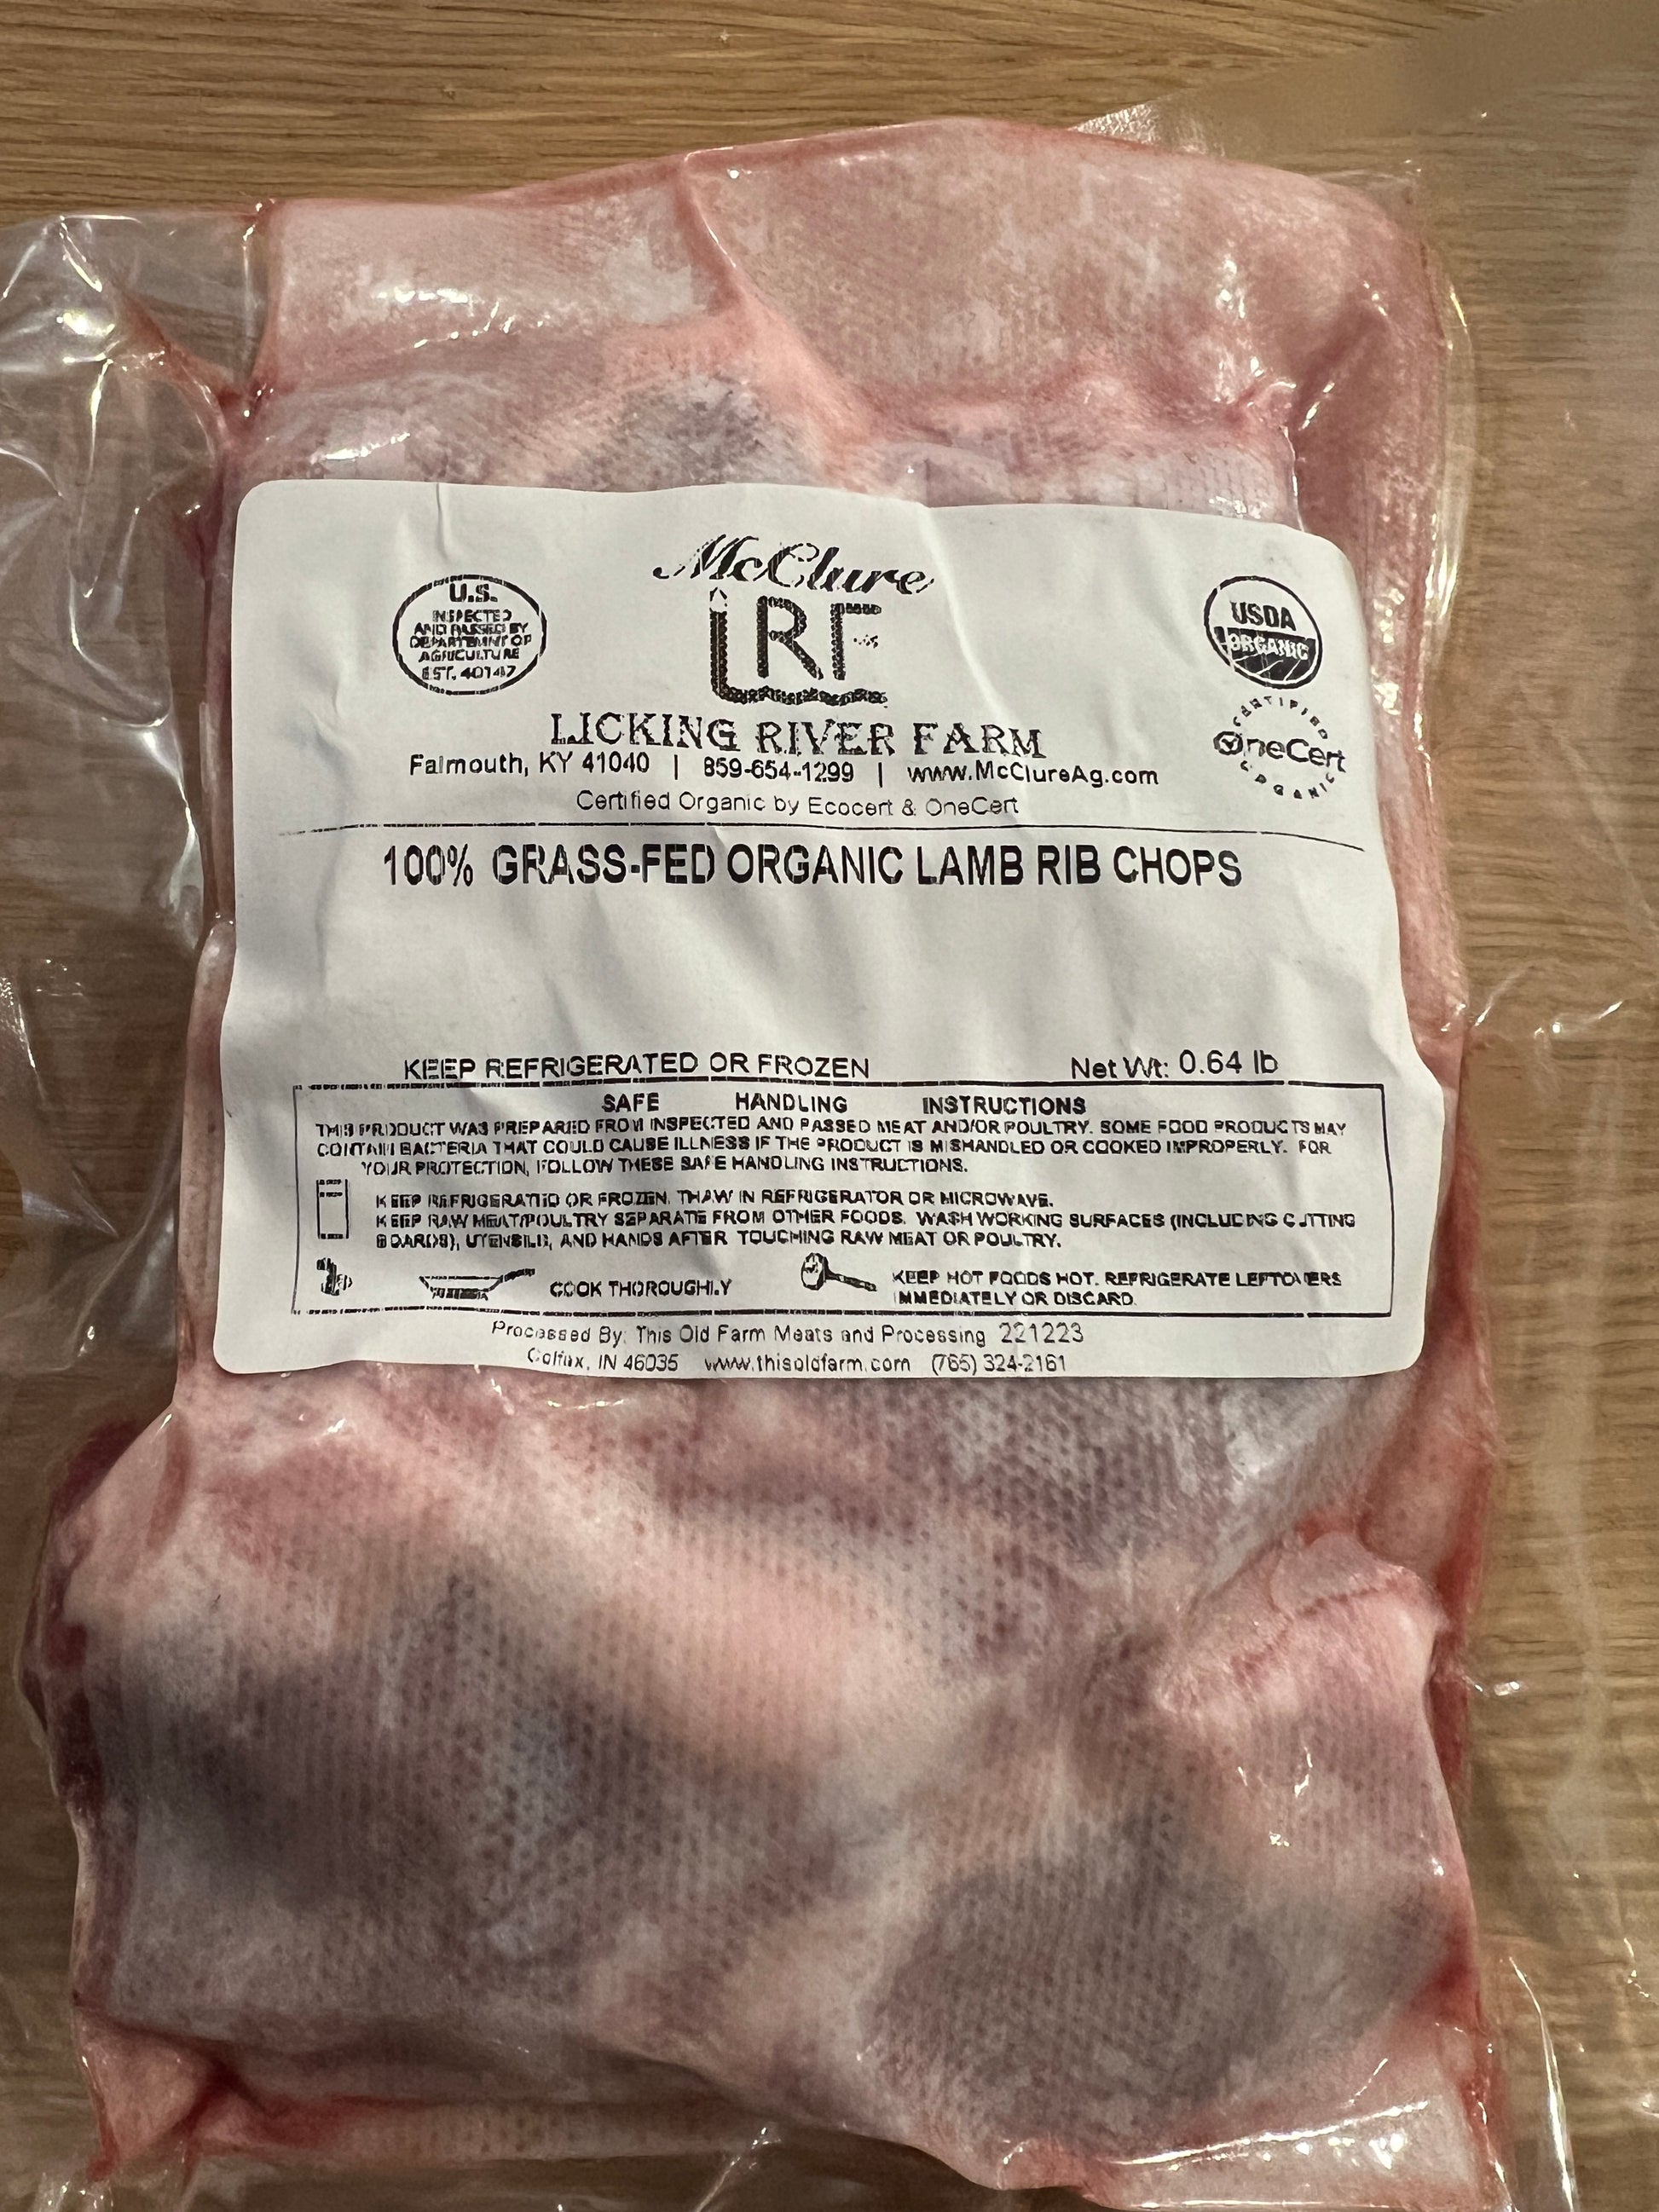 McClure
LRF
U.S.
INSPECTED
AND PASSED BY
DEPARTMENT OF
AGRICULTURE
EST. 40147
USDA
ORGANIC
CERTIFIED
OneCert
ORGANIC
LICKING RIVER FARM
Falmouth, KY 41040 | 859-654-1299 | www.McClureAg.com
Certified Organic by Ecocert & OneCert
100% GRASS-FED ORGANIC LAMB RIB CHOPS
KEEP REFRIGERATED OR FROZEN Net Wt: 0.64 lb
SAFE HANDLING INSTRUCTIONS
THIS PRODUCT WAS PREPARED FROM INSPECTED AND PASSED MEAT AND/OR POULTRY. SOME FOOD PRODUCTS MAY
CONTAIN BACTERIA THAT COULD CAUSE ILLNESS IF THE PRODUCT IS MISHANDLED OR COOKED IMPROPERLY. FOR
YOUR PROTECTION, FOLLOW THESE SAFE HANDLING INSTRUCTIONS.
KEEP REFRIGERATED OR FROZEN. THAW IN REFRIGERATOR OR MICROWAVE.
KEEP RAW MEAT/POULTRY SEPARATE FROM OTHER FOODS. WASH WORKING SURFACES (INCLUDING CUTTING
BOARDS), UTENSILS, AND HANDS AFTER TOUCHING RAW MEAT OR POULTRY.
COOK THOROUGHLY
KEEP HOT FOODS HOT. REFRIGERATE LEFTOVERS
IMMEDIATELY OR DISCARD.
Processed By: This Old Farm Meats and Processing 221223
Colfax, IN 46035 www.thisoldfarm.com (765) 324-2161